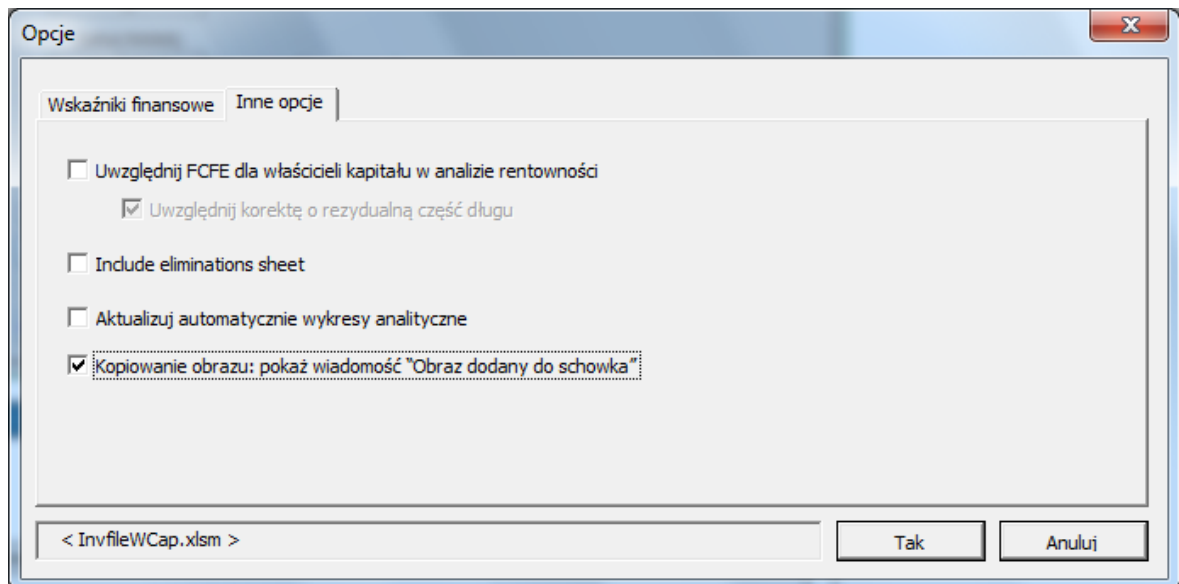 Opcje
Wskaźniki finansowe
Inne opcje
Uwzględnij FCFE dla właścicieli kapitału w analizie rentowności
Uwzględnij korektę o rezydualną część długu
Include eliminations sheet
Aktualizuj automatycznie wykresy analityczne
Kopiowanie obrazu: pokaż wiadomość “Obraz dodany do schowka”
< InvfileWCap.xlsm >
Tak
Anuluj